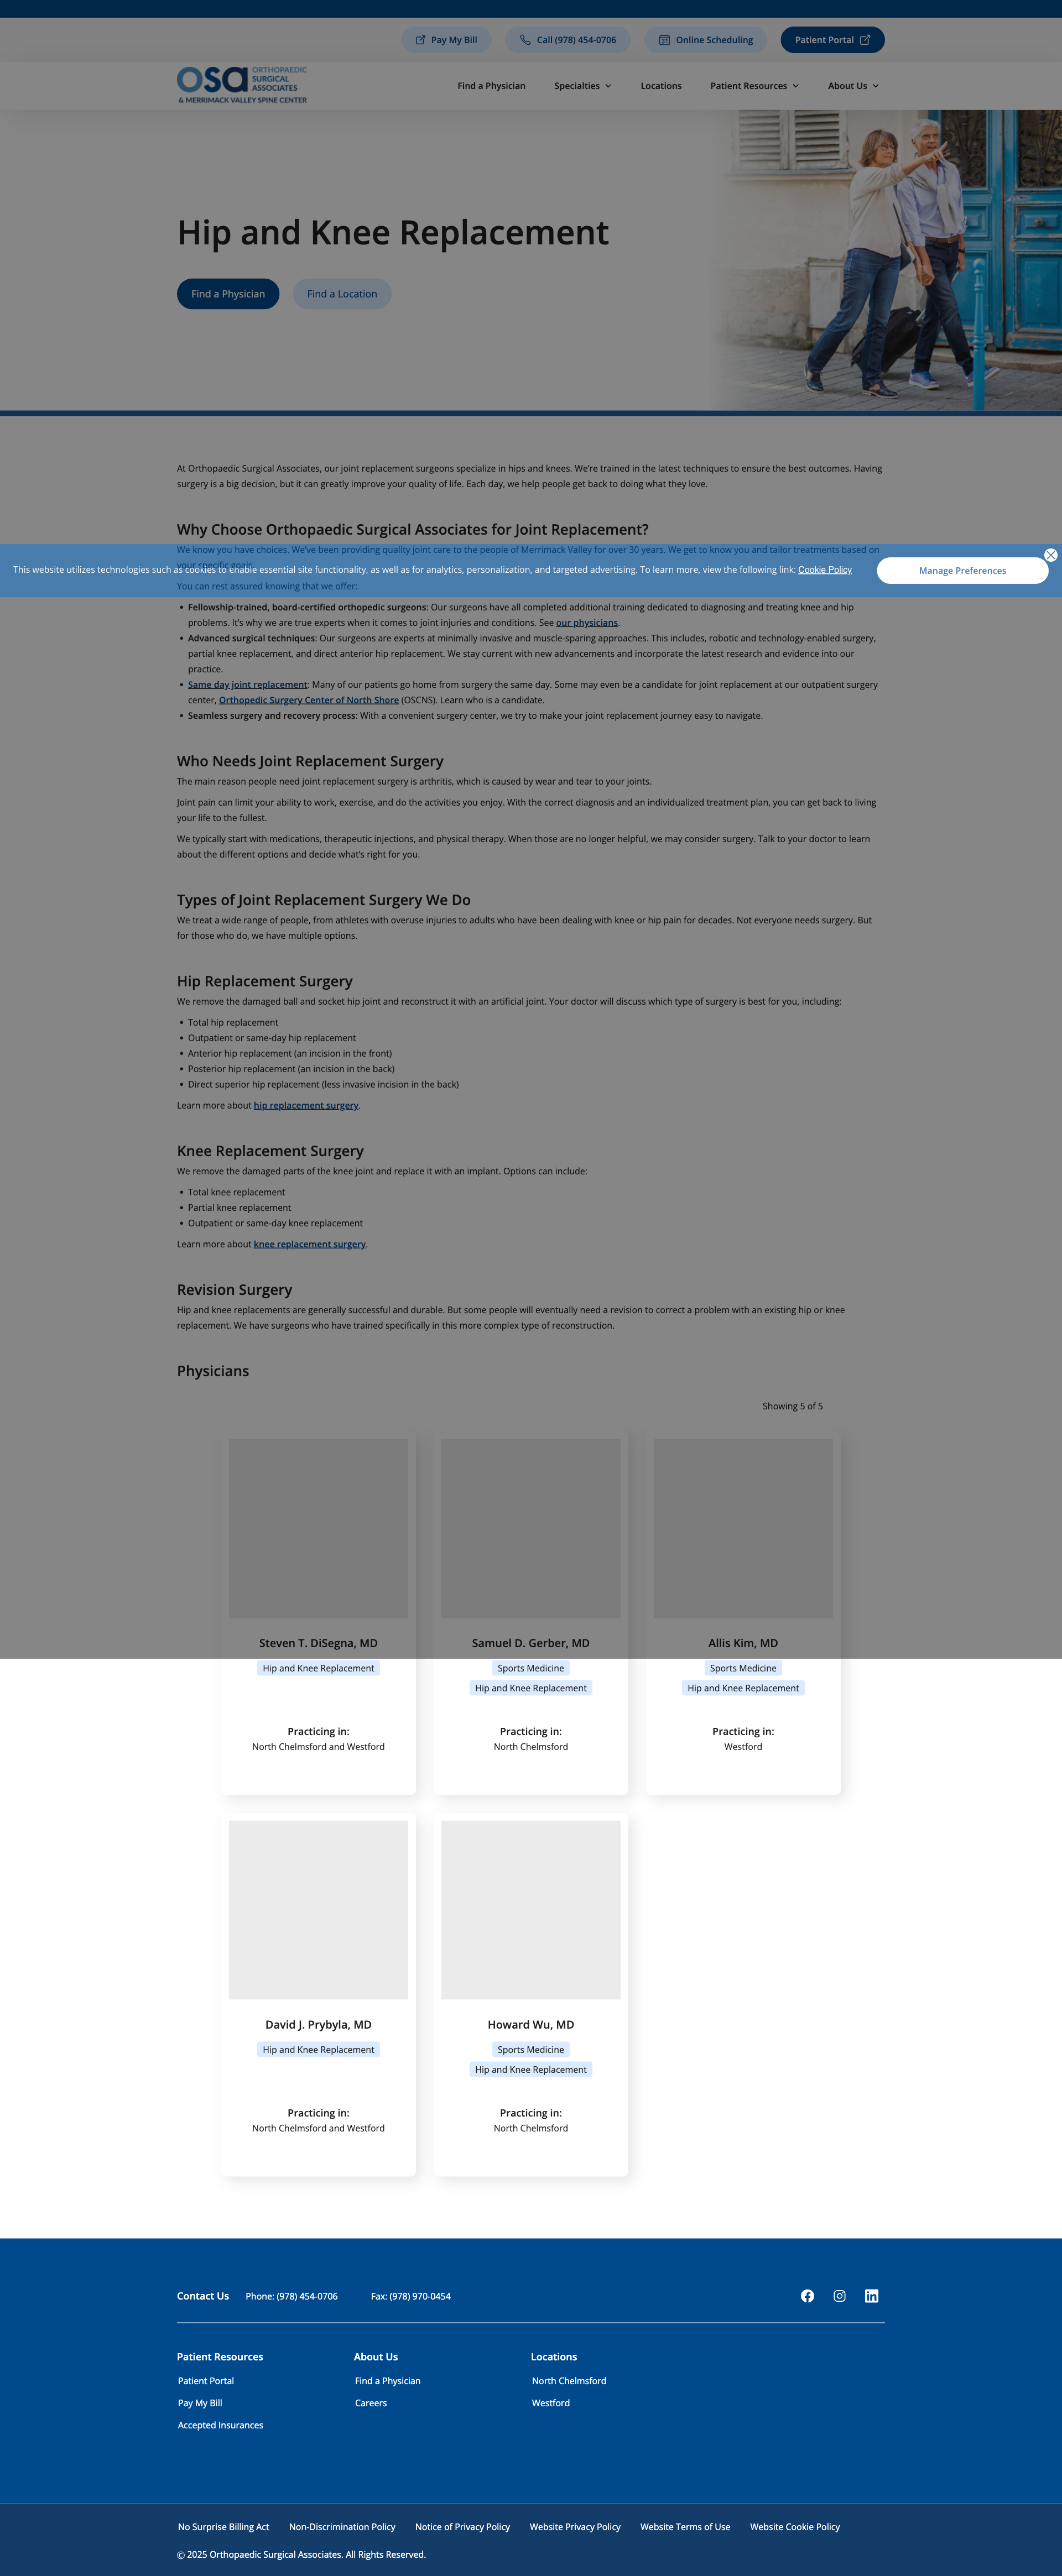 Pay My Bill
Call (978) 454-0706
Online Scheduling
Patient Portal
osa ORTHOPAEDIC
SURGICAL
ASSOCIATES
& MERRIMACK VALLEY SPINE CENTER
Find a Physician
Specialties
Locations
Patient Resources
About Us
Hip and Knee Replacement
Find a Physician
Find a Location
At Orthopaedic Surgical Associates, our joint replacement surgeons specialize in hips and knees. We're trained in the latest techniques to ensure the best outcomes. Having
surgery is a big decision, but it can greatly improve your quality of life. Each day, we help people get back to doing what they love.
Why Choose Orthopaedic Surgical Associates for Joint Replacement?
We know you have choices. We've been providing quality joint care to the people of Merrimack Valley for over 30 years. We get to know you and tailor treatments based on
your specific goals.
This website utilizes technologies such as cookies to enable essential site functionality, as well as for analytics, personalization, and targeted advertising. To learn more, view the following link: Cookie Policy
Manage Preferences
You can rest assured knowing that we offer:
• Fellowship-trained, board-certified orthopedic surgeons: Our surgeons have all completed additional training dedicated to diagnosing and treating knee and hip
problems. It's why we are true experts when it comes to joint injuries and conditions. See our physicians.
• Advanced surgical techniques: Our surgeons are experts at minimally invasive and muscle-sparing approaches. This includes, robotic and technology-enabled surgery,
partial knee replacement, and direct anterior hip replacement. We stay current with new advancements and incorporate the latest research and evidence into our
practice.
• Same day joint replacement: Many of our patients go home from surgery the same day. Some may even be a candidate for joint replacement at our outpatient surgery
center, Orthopedic Surgery Center of North Shore (OSCNS). Learn who is a candidate.
• Seamless surgery and recovery process: With a convenient surgery center, we try to make your joint replacement journey easy to navigate.
Who Needs Joint Replacement Surgery
The main reason people need joint replacement surgery is arthritis, which is caused by wear and tear to your joints.
Joint pain can limit your ability to work, exercise, and do the activities you enjoy. With the correct diagnosis and an individualized treatment plan, you can get back to living
your life to the fullest.
We typically start with medications, therapeutic injections, and physical therapy. When those are no longer helpful, we may consider surgery. Talk to your doctor to learn
about the different options and decide what's right for you.
Types of Joint Replacement Surgery We Do
We treat a wide range of people, from athletes with overuse injuries to adults who have been dealing with knee or hip pain for decades. Not everyone needs surgery. But
for those who do, we have multiple options.
Hip Replacement Surgery
We remove the damaged ball and socket hip joint and reconstruct it with an artificial joint. Your doctor will discuss which type of surgery is best for you, including:
• Total hip replacement
• Outpatient or same-day hip replacement
• Anterior hip replacement (an incision in the front)
• Posterior hip replacement (an incision in the back)
• Direct superior hip replacement (less invasive incision in the back)
Learn more about hip replacement surgery.
Knee Replacement Surgery
We remove the damaged parts of the knee joint and replace it with an implant. Options can include:
• Total knee replacement
• Partial knee replacement
• Outpatient or same-day knee replacement
Learn more about knee replacement surgery.
Revision Surgery
Hip and knee replacements are generally successful and durable. But some people will eventually need a revision to correct a problem with an existing hip or knee
replacement. We have surgeons who have trained specifically in this more complex type of reconstruction.
Physicians
Showing 5 of 5
Steven T. DiSegna, MD
Hip and Knee Replacement
Practicing in:
North Chelmsford and Westford
Samuel D. Gerber, MD
Sports Medicine
Hip and Knee Replacement
Practicing in:
North Chelmsford
Allis Kim, MD
Sports Medicine
Hip and Knee Replacement
Practicing in:
Westford
David J. Prybyla, MD
Hip and Knee Replacement
Practicing in:
North Chelmsford and Westford
Howard Wu, MD
Sports Medicine
Hip and Knee Replacement
Practicing in:
North Chelmsford
Contact Us
Phone: (978) 454-0706
Fax: (978) 970-0454
Patient Resources
Patient Portal
Pay My Bill
Accepted Insurances
About Us
Find a Physician
Careers
Locations
North Chelmsford
Westford
No Surprise Billing Act
Non-Discrimination Policy
Notice of Privacy Policy
Website Privacy Policy
Website Terms of Use
Website Cookie Policy
© 2025 Orthopaedic Surgical Associates. All Rights Reserved.